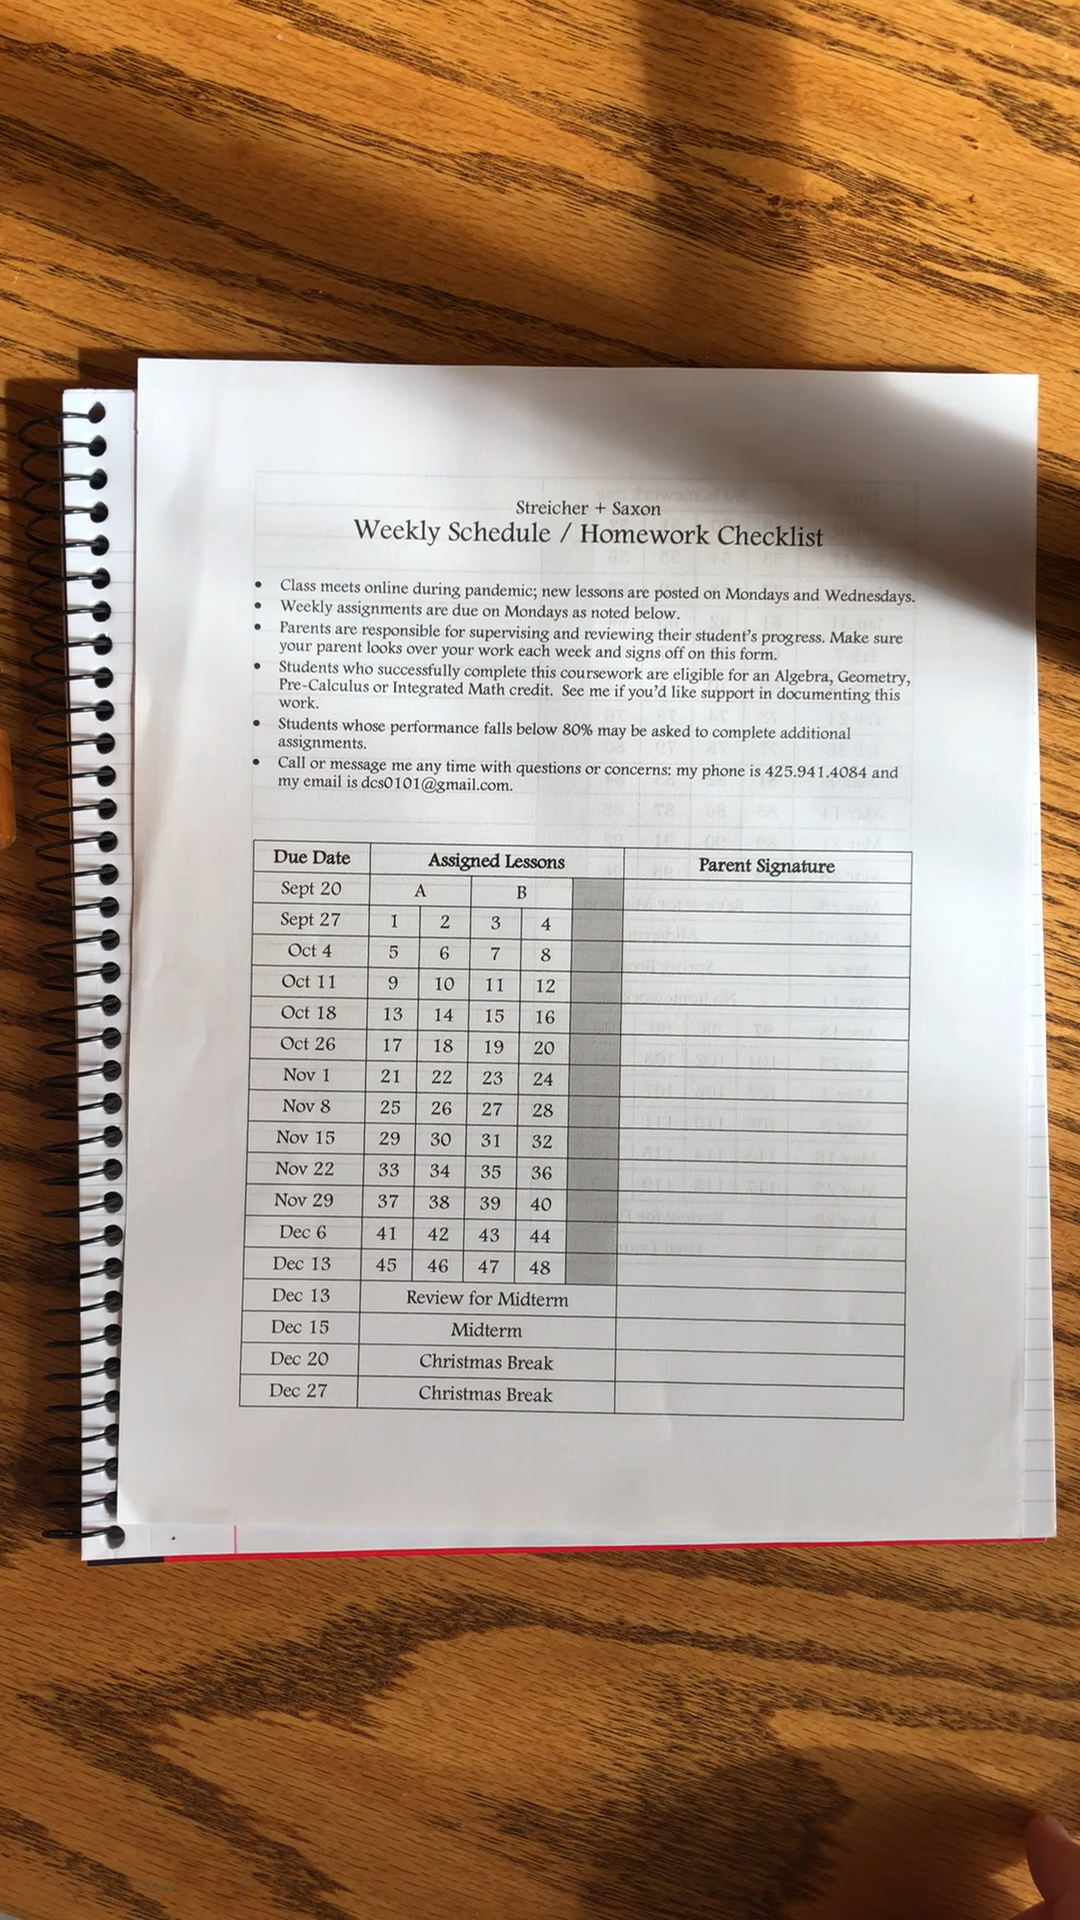 Streicher + Saxon
Weekly Schedule / Homework Checklist
• Class meets online during pandemic; new lessons are posted on Mondays and Wednesdays.
• Weekly assignments are due on Mondays as noted below.
• Parents are responsible for supervising and reviewing their student's progress. Make sure
your parent looks over your work each week and signs off on this form.
• Students who successfully complete this coursework are eligible for an Algebra, Geometry,
Pre-Calculus or Integrated Math credit. See me if you'd like support in documenting this
work.
• Students whose performance falls below 80% may be asked to complete additional
assignments.
• Call or message me any time with questions or concerns: my phone is 425.941.4084 and
my email is dcs0101@gmail.com.
Due Date Assigned Lessons Parent Signature
Sept 20 A B
Sept 27 1 2 3 4
Oct 4 5 6 7 8
Oct 11 9 10 11 12
Oct 18 13 14 15 16
Oct 26 17 18 19 20
Nov 1 21 22 23 24
Nov 8 25 26 27 28
Nov 15 29 30 31 32
Nov 22 33 34 35 36
Nov 29 37 38 39 40
Dec 6 41 42 43 44
Dec 13 45 46 47 48
Dec 13 Review for Midterm
Dec 15 Midterm
Dec 20 Christmas Break
Dec 27 Christmas Break